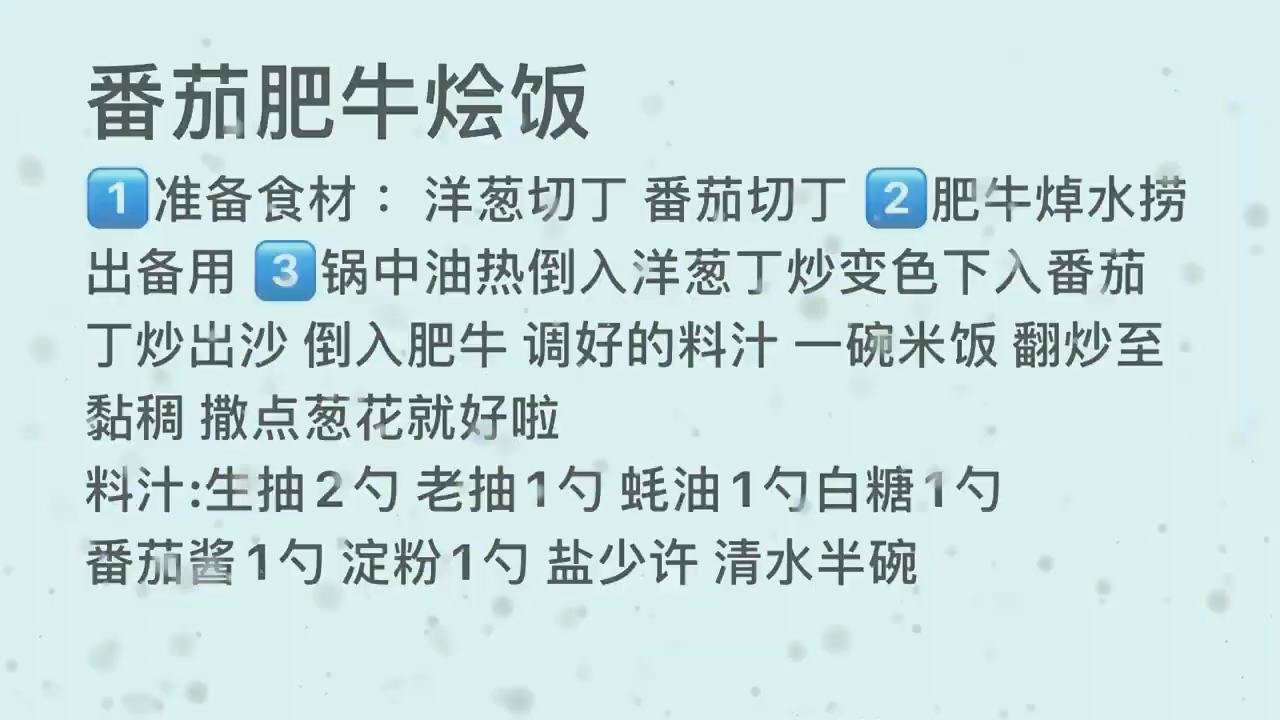 番茄肥牛烩饭
1️⃣准备食材： 洋葱切丁 番茄切丁 2️⃣肥牛焯水捞
出备用 3️⃣锅中油热倒入洋葱丁炒变色下入番茄
丁炒出沙 倒入肥牛 调好的料汁 一碗米饭 翻炒至
黏稠 撒点葱花就好啦
料汁:生抽2勺 老抽1勺 蚝油1勺白糖1勺
番茄酱1勺 淀粉1勺 盐少许 清水半碗